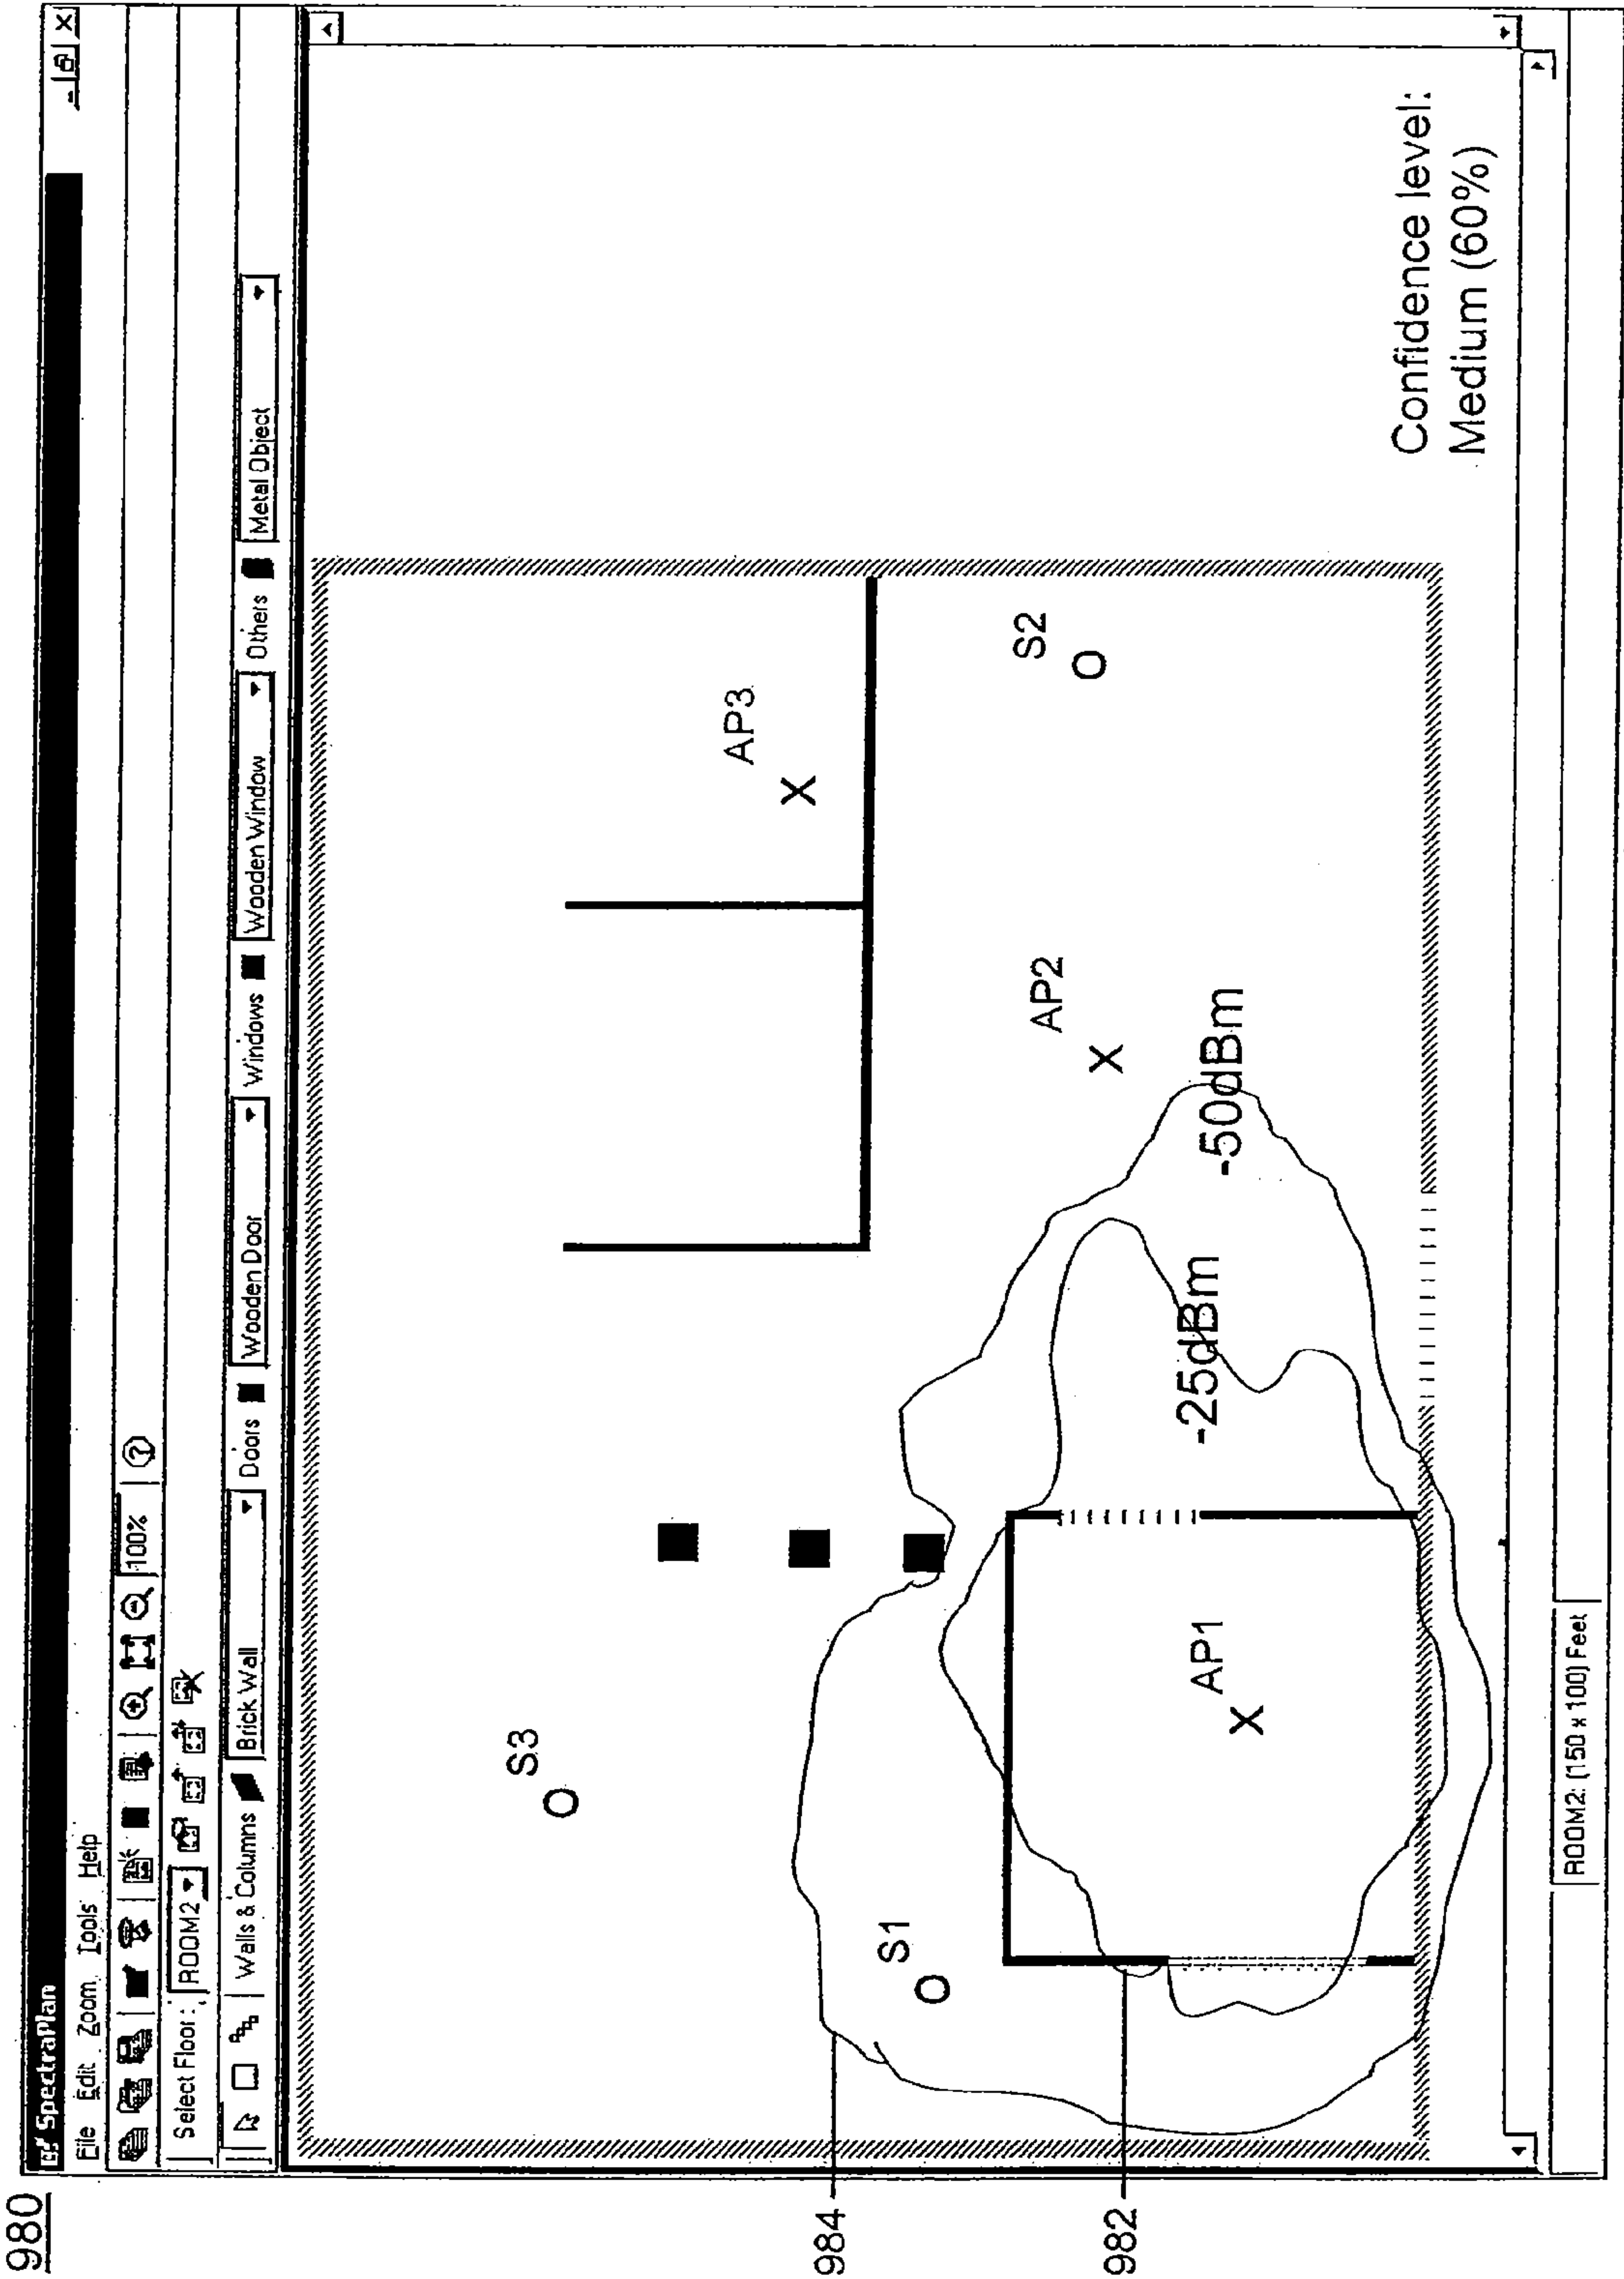 980
SpectraPlan
File Edit Zoom Tools Help
100% ?
Select Floor : ROOM2
Walls & Columns Brick Wall Doors Wooden Door Windows Wooden Window Others Metal Object
S3
AP3
984
S1
AP2
S2
982
AP1
-25dBm
-50dBm
Confidence level:
Medium (60%)
ROOM2: (150 x 100) Feet